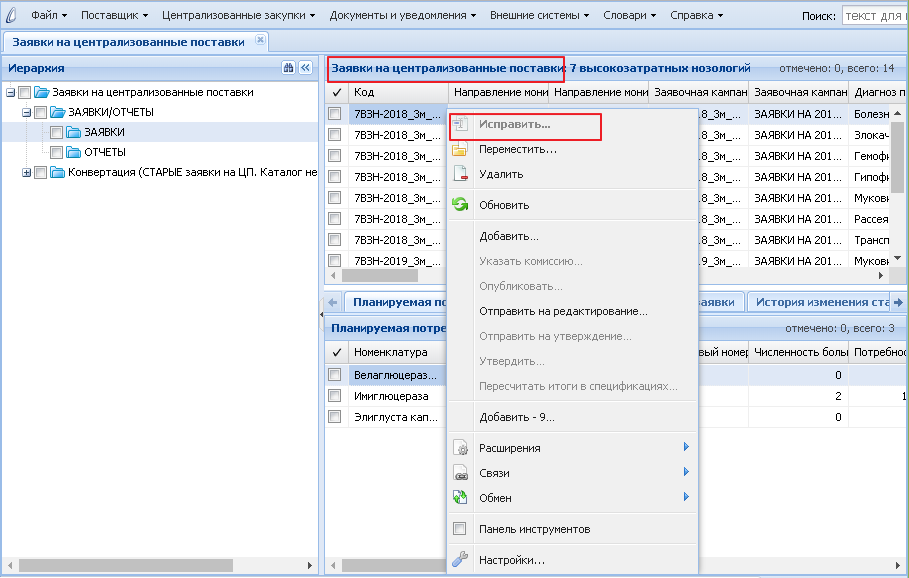 Файл Поставщик Централизованные закупки Документы и уведомления Внешние системы Словари Справка Поиск: текст для
Заявки на централизованные поставки
Иерархия
Заявки на централизованные поставки
ЗАЯВКИ/ОТЧЕТЫ
ЗАЯВКИ
ОТЧЕТЫ
Конвертация (СТАРЫЕ заявки на ЦП. Каталог не
Заявки на централизованные поставки: 7 высокозатратных нозологий отмечено: 0, всего: 14
Код Направление мони Направление мони Заявочная кампан Заявочная кампан Диагноз п
7ВЗН-2018_3м_... 8_3м_... ЗАЯВКИ НА 201... Болезн
7ВЗН-2018_3м_... 8_3м_... ЗАЯВКИ НА 201... Злокач
7ВЗН-2018_3м_... 8_3м_... ЗАЯВКИ НА 201... Гемоф
7ВЗН-2018_3м_... 8_3м_... ЗАЯВКИ НА 201... Гипоф
7ВЗН-2018_3м_... 8_3м_... ЗАЯВКИ НА 201... Муков
7ВЗН-2018_3м_... 8_3м_... ЗАЯВКИ НА 201... Рассея
7ВЗН-2018_3м_... 8_3м_... ЗАЯВКИ НА 201... Трансп
7ВЗН-2019_3м_... 9_3м_... ЗАЯВКИ НА 201... Муков
Исправить...
Переместить...
Удалить
Обновить
Добавить...
Указать комиссию...
Опубликовать...
Отправить на редактирование...
Отправить на утверждение...
Утвердить...
Пересчитать итоги в спецификациях...
Добавить - 9...
Расширения
Связи
Обмен
Панель инструментов
Настройки...
Планируемая по заявки История изменения ста
Планируемая потре отмечено: 0, всего: 3
Номенклатура вый номер Численность боль Потребнос
Велаглюцераз... 0
Имиглюцераза 2 1
Элиглуста кап... 0